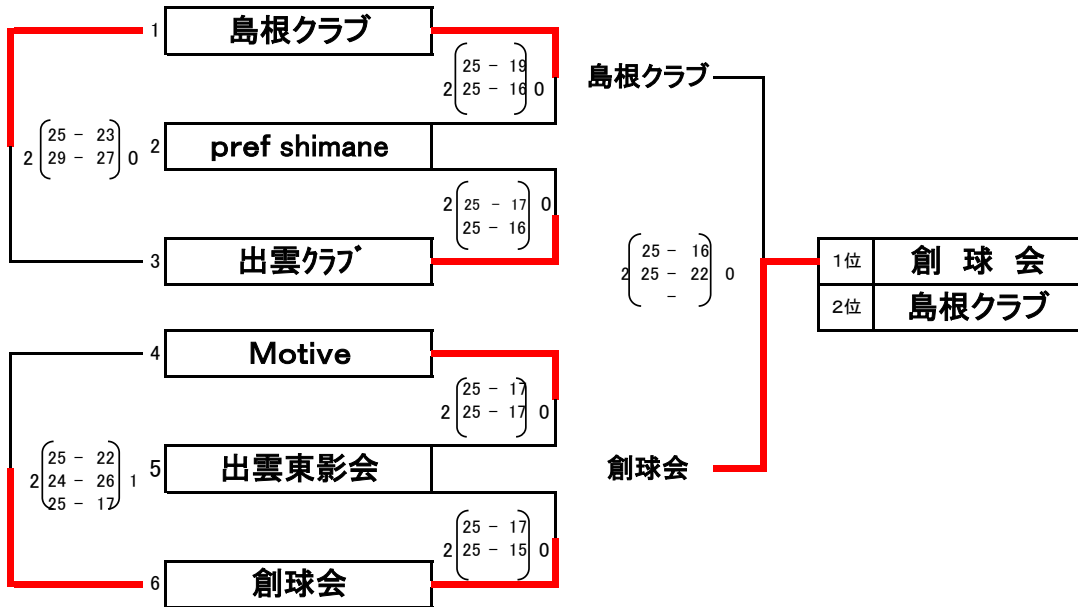 1 島根クラブ
25 - 19
2 25 - 16 0
島根クラブ
25 - 23
2 29 - 27 0
2 pref shimane
2 25 - 17 0
25 - 16
3 出雲クラブ
25 - 16
2 25 - 22 0
-
1位 創 球 会
2位 島根クラブ
4 Motive
25 - 17
2 25 - 17 0
25 - 22
2 24 - 26 1
25 - 17
5 出雲東影会
創球会
25 - 17
2 25 - 15 0
6 創球会